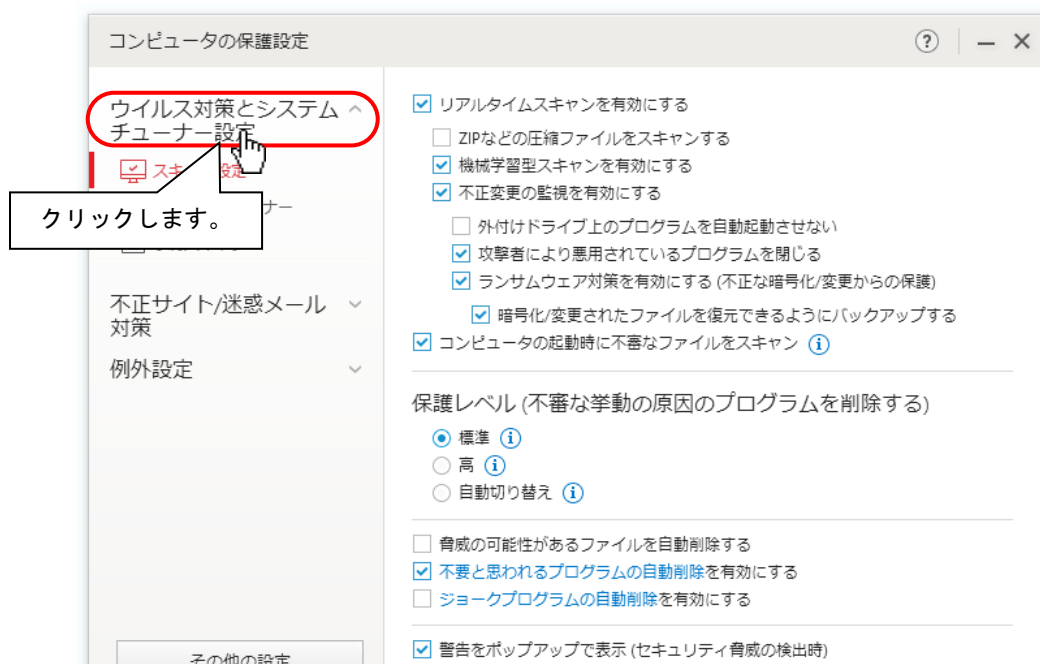 コンピュータの保護設定
ウイルス対策とシステム
チューナー設定
スキ
クリックします。
ナー
不正サイト/迷惑メール
対策
例外設定
その他の設定
リアルタイムスキャンを有効にする
ZIPなどの圧縮ファイルをスキャンする
機械学習型スキャンを有効にする
不正変更の監視を有効にする
外付けドライブ上のプログラムを自動起動させない
攻撃者により悪用されているプログラムを閉じる
ランサムウェア対策を有効にする (不正な暗号化/変更からの保護)
暗号化/変更されたファイルを復元できるようにバックアップする
コンピュータの起動時に不審なファイルをスキャン
保護レベル (不審な挙動の原因のプログラムを削除する)
標準
高
自動切り替え
脅威の可能性があるファイルを自動削除する
不要と思われるプログラムの自動削除を有効にする
ジョークプログラムの自動削除を有効にする
警告をポップアップで表示 (セキュリティ脅威の検出時)